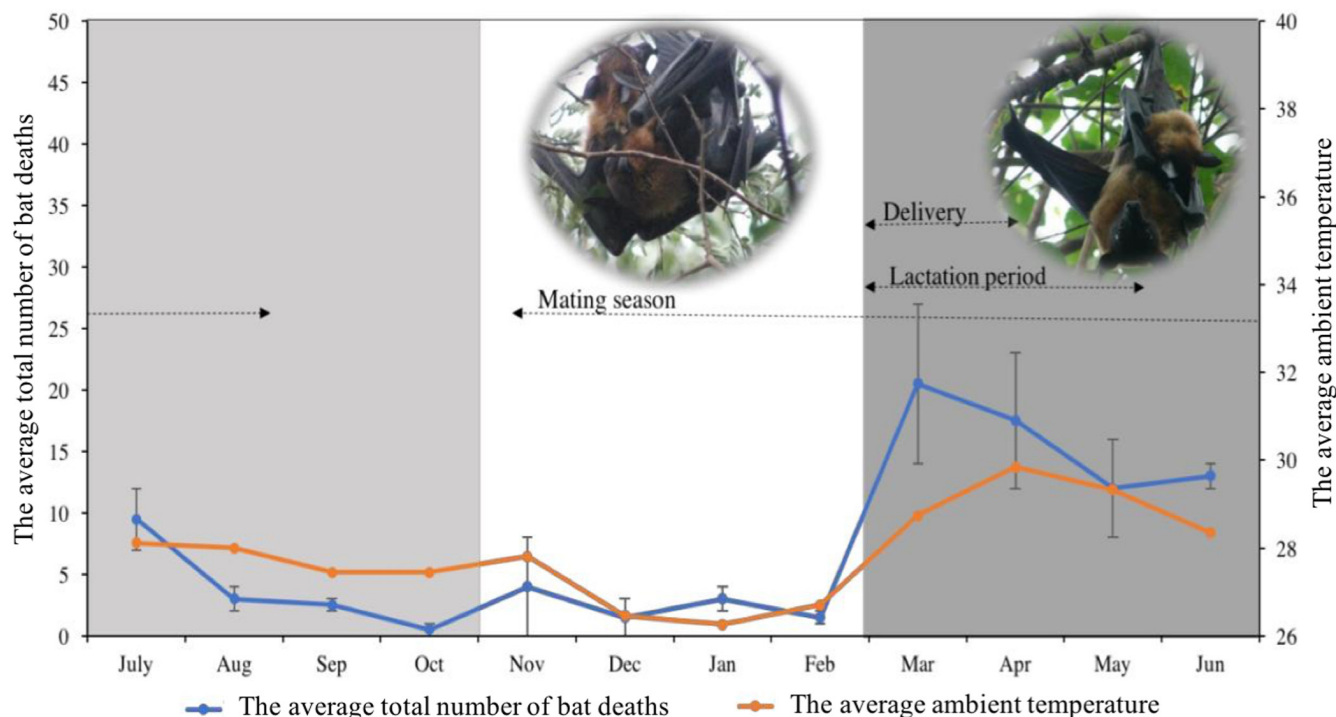 The average total number of bat deaths
50
45
40
35
30
25
20
15
10
5
0
40
38
36
34
32
30
28
26
The average ambient temperature
Delivery
Lactation period
Mating season
July Aug Sep Oct Nov Dec Jan Feb Mar Apr May Jun
The average total number of bat deaths The average ambient temperature